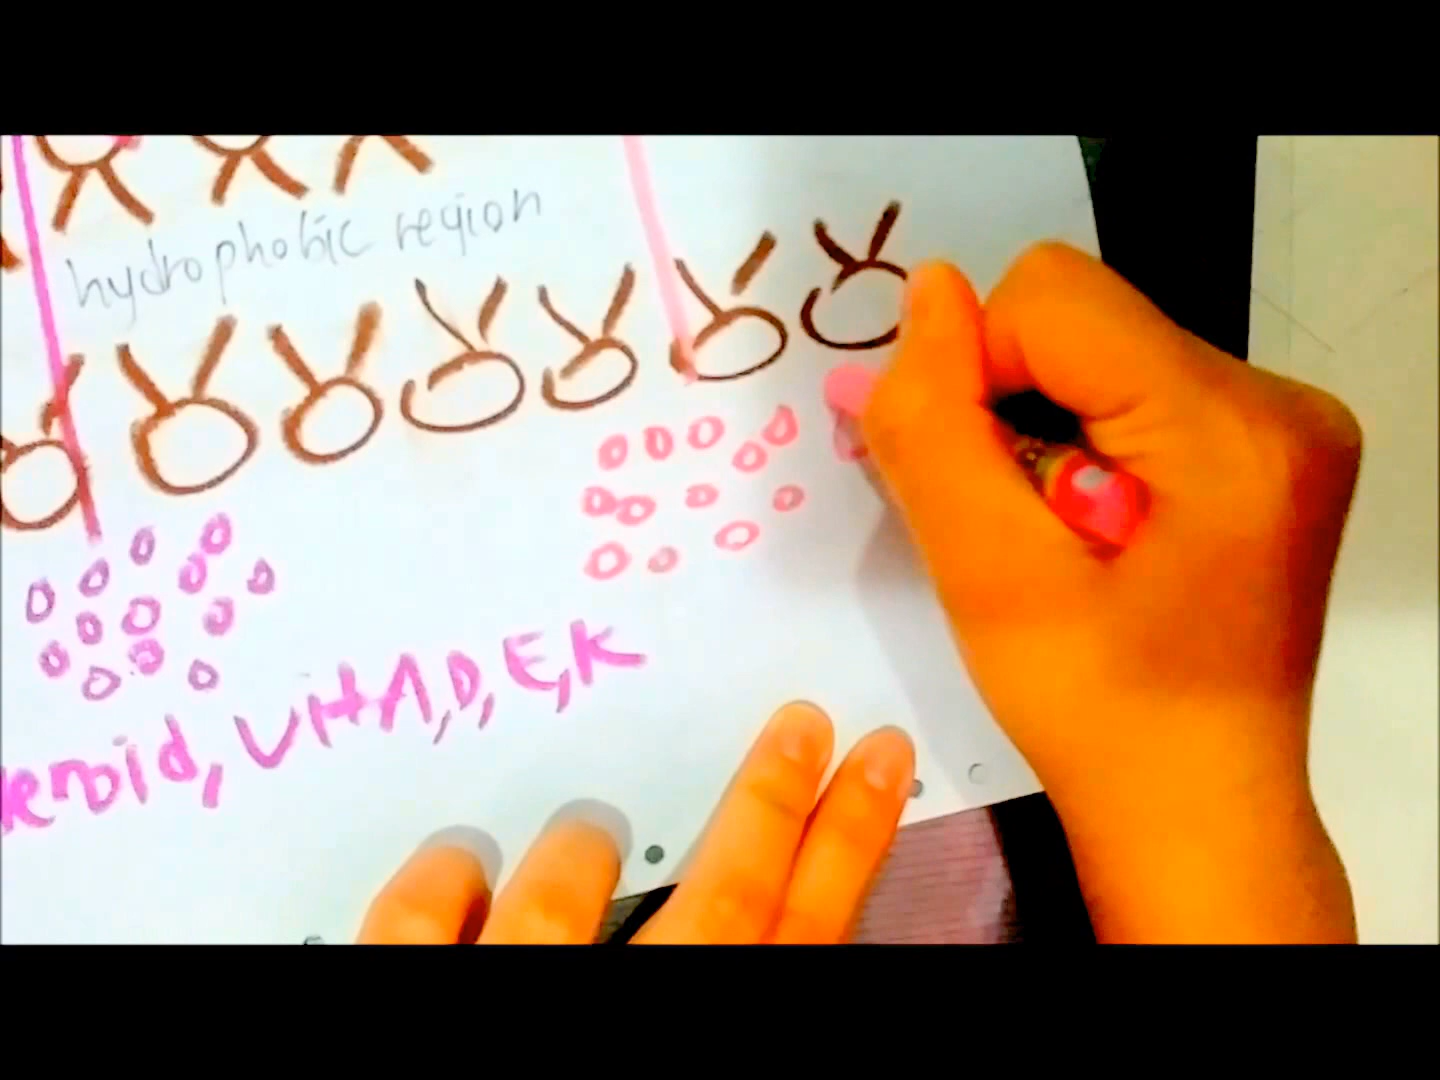 hydrophobic region
eroid, Vit A, D, E, K